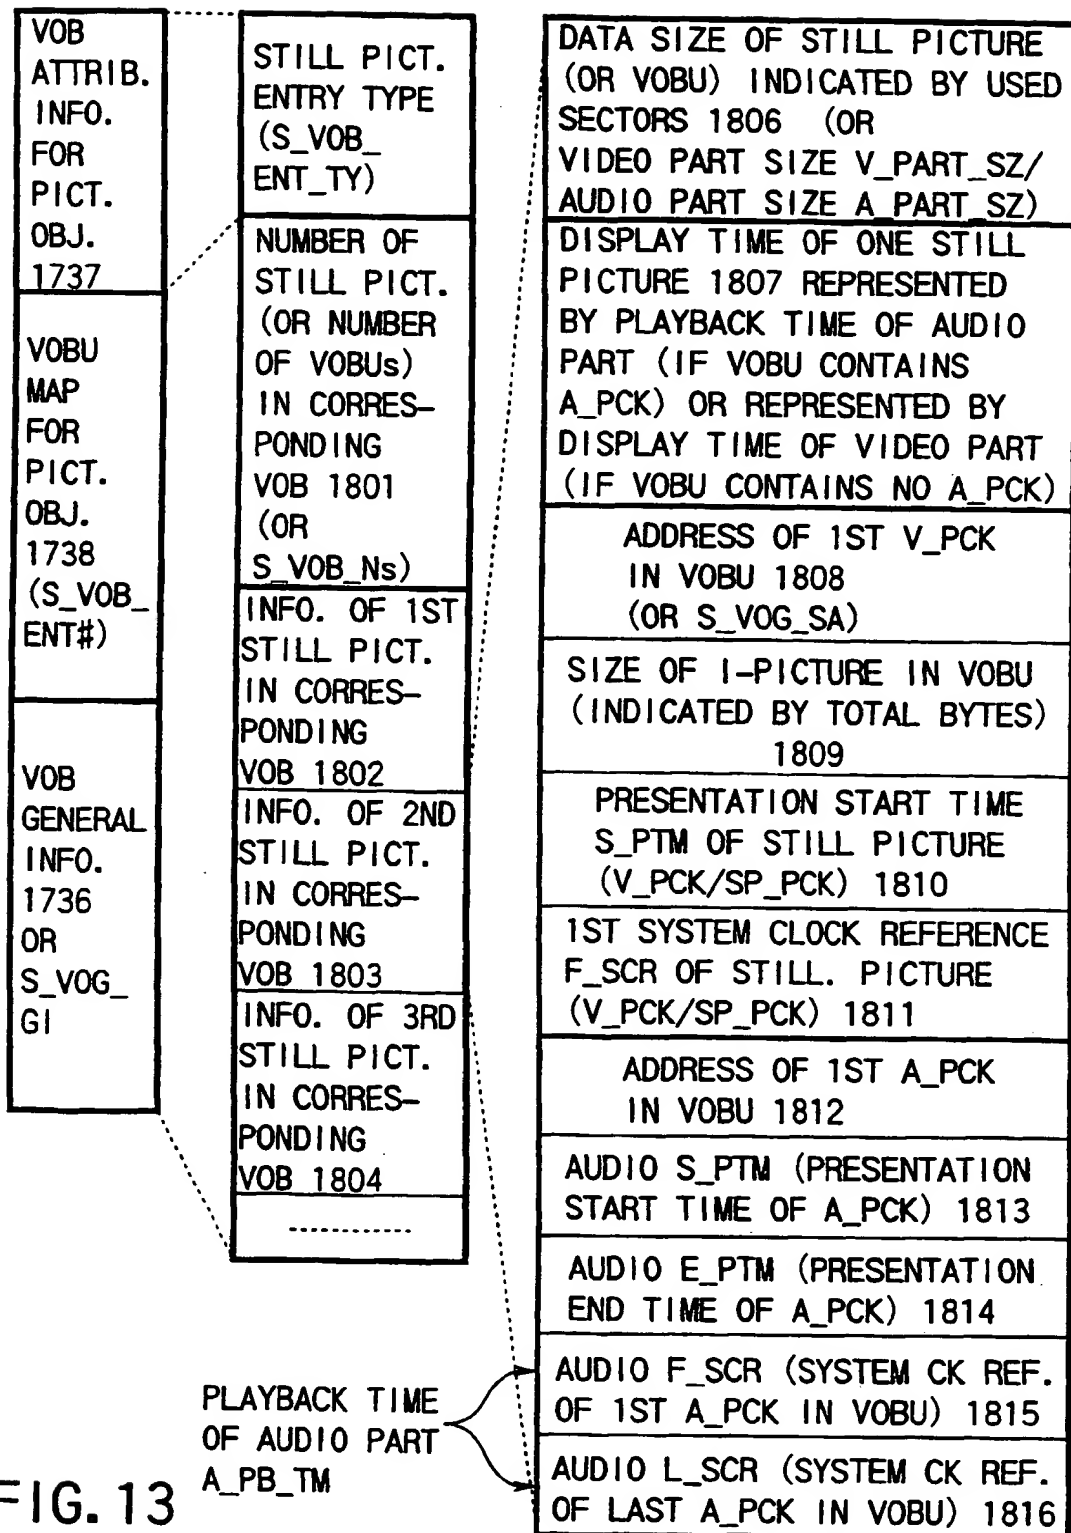 VOB
ATTRIB.
INFO.
FOR
PICT.
OBJ.
1737
VOBU
MAP
FOR
PICT.
OBJ.
1738
(S_VOB_
ENT#)
VOB
GENERAL
INFO.
1736
OR
S_VOG_
GI
STILL PICT.
ENTRY TYPE
(S_VOB_
ENT_TY)
NUMBER OF
STILL PICT.
(OR NUMBER
OF VOBUs)
IN CORRES-
PONDING
VOB 1801
(OR
S_VOB_Ns)
INFO. OF 1ST
STILL PICT.
IN CORRES-
PONDING
VOB 1802
INFO. OF 2ND
STILL PICT.
IN CORRES-
PONDING
VOB 1803
INFO. OF 3RD
STILL PICT.
IN CORRES-
PONDING
VOB 1804
DATA SIZE OF STILL PICTURE
(OR VOBU) INDICATED BY USED
SECTORS 1806 (OR
VIDEO PART SIZE V_PART_SZ/
AUDIO PART SIZE A_PART_SZ)
DISPLAY TIME OF ONE STILL
PICTURE 1807 REPRESENTED
BY PLAYBACK TIME OF AUDIO
PART (IF VOBU CONTAINS
A_PCK) OR REPRESENTED BY
DISPLAY TIME OF VIDEO PART
(IF VOBU CONTAINS NO A_PCK)
ADDRESS OF 1ST V_PCK
IN VOBU 1808
(OR S_VOG_SA)
SIZE OF I-PICTURE IN VOBU
(INDICATED BY TOTAL BYTES)
1809
PRESENTATION START TIME
S_PTM OF STILL PICTURE
(V_PCK/SP_PCK) 1810
1ST SYSTEM CLOCK REFERENCE
F_SCR OF STILL. PICTURE
(V_PCK/SP_PCK) 1811
ADDRESS OF 1ST A_PCK
IN VOBU 1812
AUDIO S_PTM (PRESENTATION
START TIME OF A_PCK) 1813
AUDIO E_PTM (PRESENTATION
END TIME OF A_PCK) 1814
AUDIO F_SCR (SYSTEM CK REF.
OF 1ST A_PCK IN VOBU) 1815
AUDIO L_SCR (SYSTEM CK REF.
OF LAST A_PCK IN VOBU) 1816
PLAYBACK TIME
OF AUDIO PART
A_PB_TM
FIG. 13